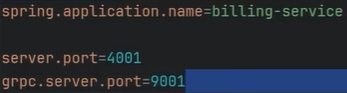 spring.application.name=billing-service
server.port=4001
grpc.server.port=9001